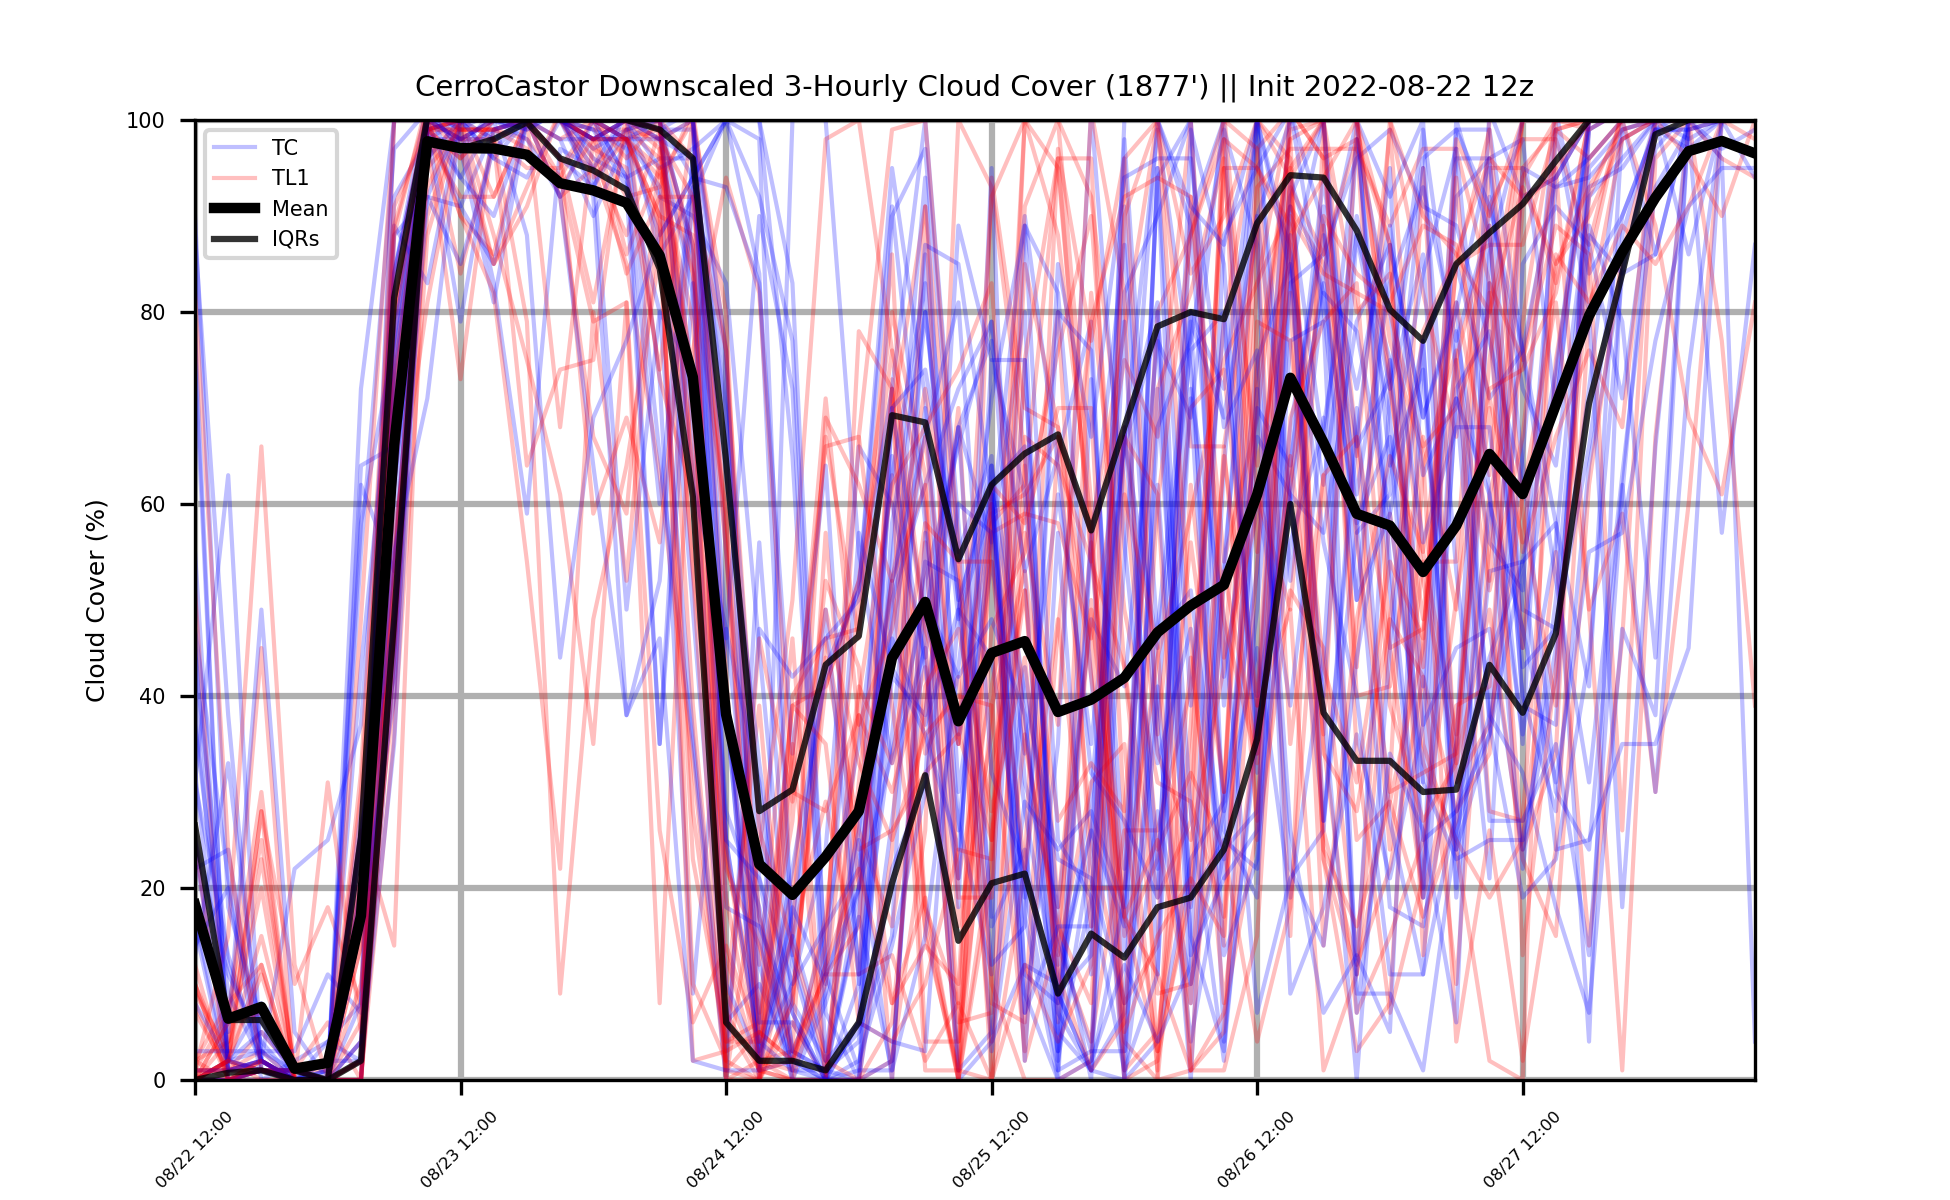 CerroCastor Downscaled 3-Hourly Cloud Cover (1877') || Init 2022-08-22 12z
TC
TL1
Mean
IQRs
Cloud Cover (%)
100
80
60
40
20
0
08/22 12:00
08/23 12:00
08/24 12:00
08/25 12:00
08/26 12:00
08/27 12:00